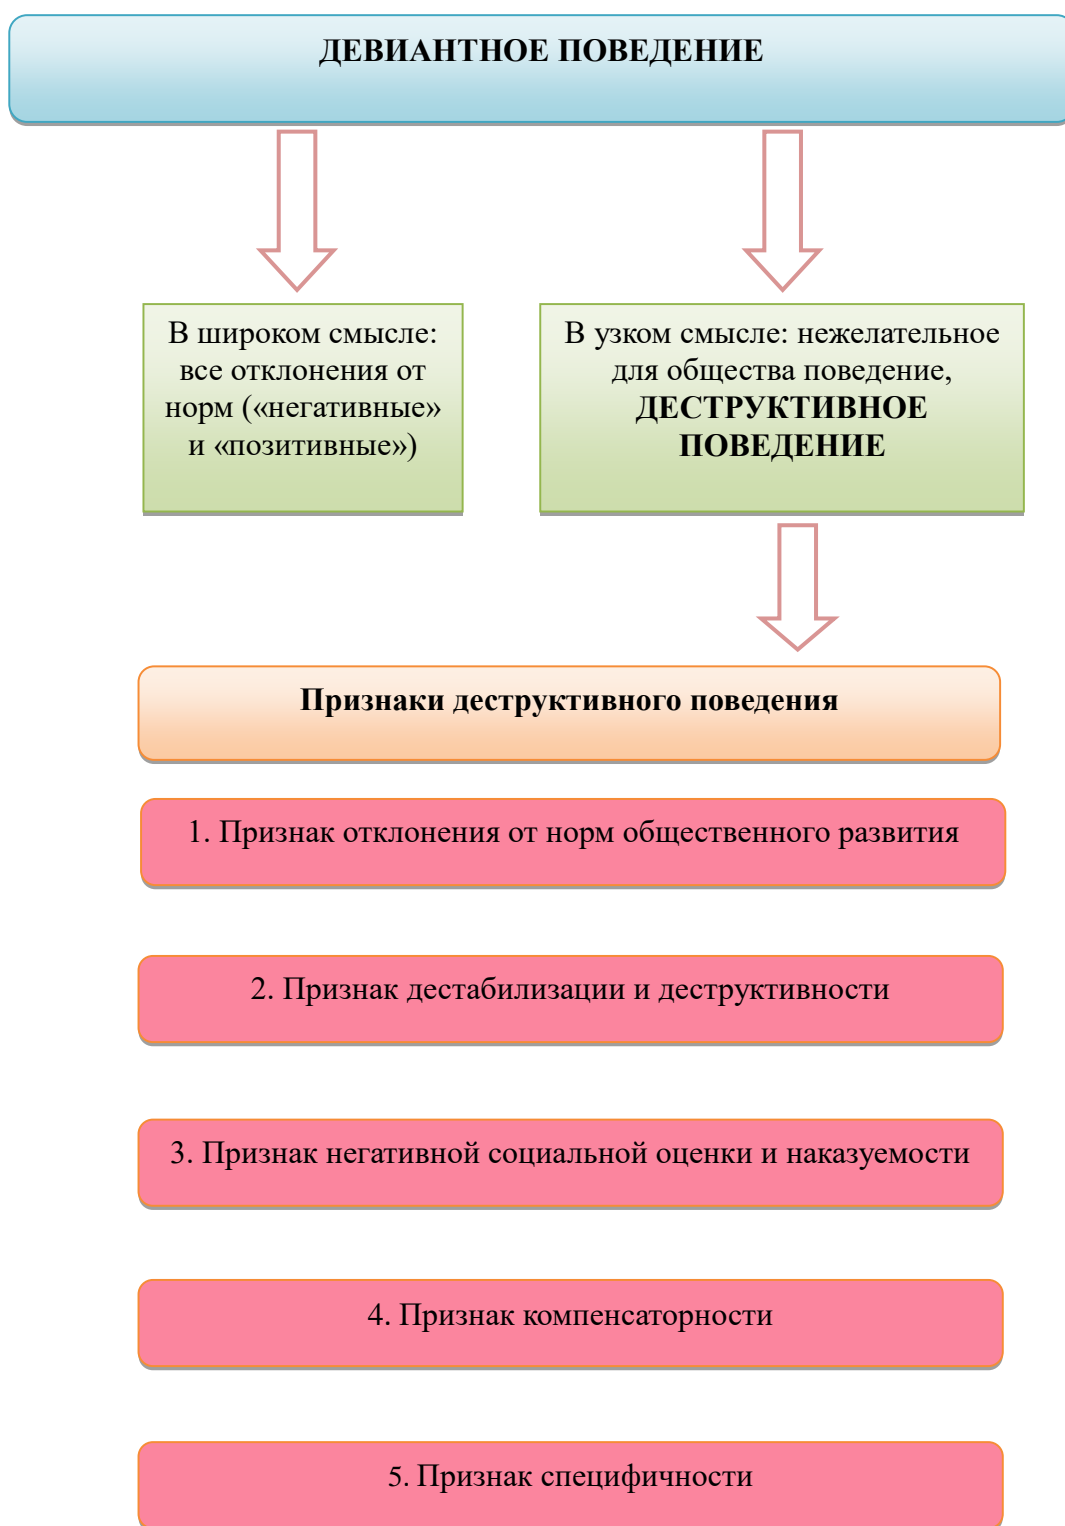 ДЕВИАНТНОЕ ПОВЕДЕНИЕ
В широком смысле:
все отклонения от
норм («негативные»
и «позитивные»)
В узком смысле: нежелательное
для общества поведение,
ДЕСТРУКТИВНОЕ
ПОВЕДЕНИЕ
Признаки деструктивного поведения
1. Признак отклонения от норм общественного развития
2. Признак дестабилизации и деструктивности
3. Признак негативной социальной оценки и наказуемости
4. Признак компенсаторности
5. Признак специфичности